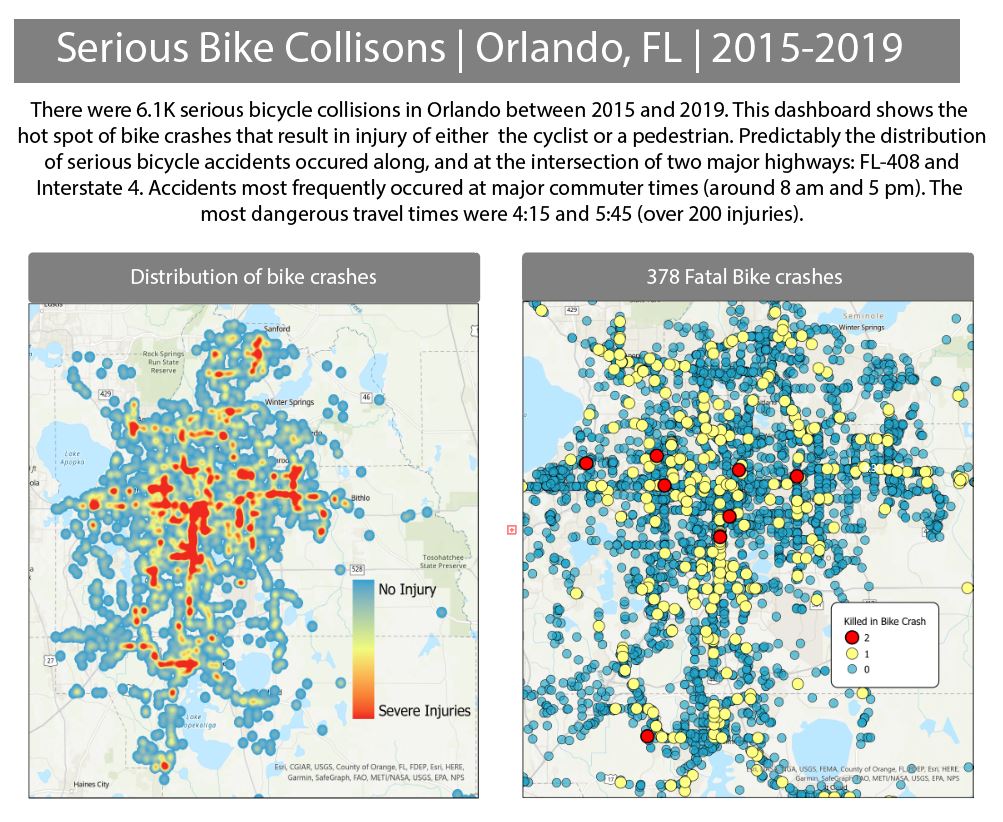 Serious Bike Collisons | Orlando, FL | 2015-2019
There were 6.1K serious bicycle collisions in Orlando between 2015 and 2019. This dashboard shows the
hot spot of bike crashes that result in injury of either the cyclist or a pedestrian. Predictably the distribution
of serious bicycle accidents occured along, and at the intersection of two major highways: FL-408 and
Interstate 4. Accidents most frequently occured at major commuter times (around 8 am and 5 pm). The
most dangerous travel times were 4:15 and 5:45 (over 200 injuries).
Distribution of bike crashes
Sanford
Rock Springs
Run State
Reserve
429
46
Winter Springs
Lake
Apopka
Bithlo
Tosohatchee
State Preserve
528
No Injury
27
Severe Injuries
Lake
Haines City
Esri, CGIAR, USGS, County of Orange, FL, FDEP, Esri, HERE,
Garmin, SafeGraph, FAO, METI/NASA, USGS, EPA, NPS
378 Fatal Bike crashes
429
Seminole
Winter Springs
Killed in Bike Crash
2
1
0
17
USGS, FEMA, County of Orange, FL, FDEP, Esri, HERE,
Garmin, SafeGraph, FAO, METI/NASA, USGS, EPA, NPS